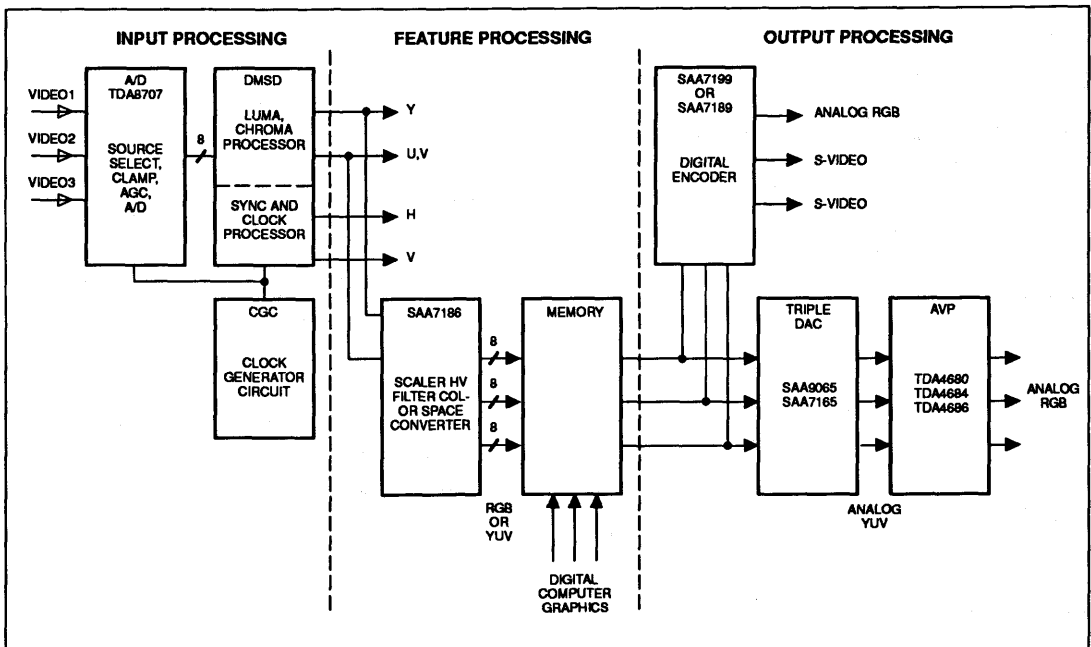 INPUT PROCESSING
FEATURE PROCESSING
OUTPUT PROCESSING
VIDEO1
VIDEO2
VIDEO3
A/D
TDA8707
SOURCE
SELECT,
CLAMP,
AGC,
A/D
8
DMSD
LUMA,
CHROMA
PROCESSOR
SYNC AND
CLOCK
PROCESSOR
Y
U,V
H
V
CGC
CLOCK
GENERATOR
CIRCUIT
SAA7186
SCALER HV
FILTER COL-
OR SPACE
CONVERTER
8
8
8
RGB
OR
YUV
MEMORY
DIGITAL
COMPUTER
GRAPHICS
SAA7199
OR
SAA7189
DIGITAL
ENCODER
ANALOG RGB
S-VIDEO
S-VIDEO
TRIPLE
DAC
SAA9065
SAA7165
ANALOG
YUV
AVP
TDA4680
TDA4684
TDA4686
ANALOG
RGB